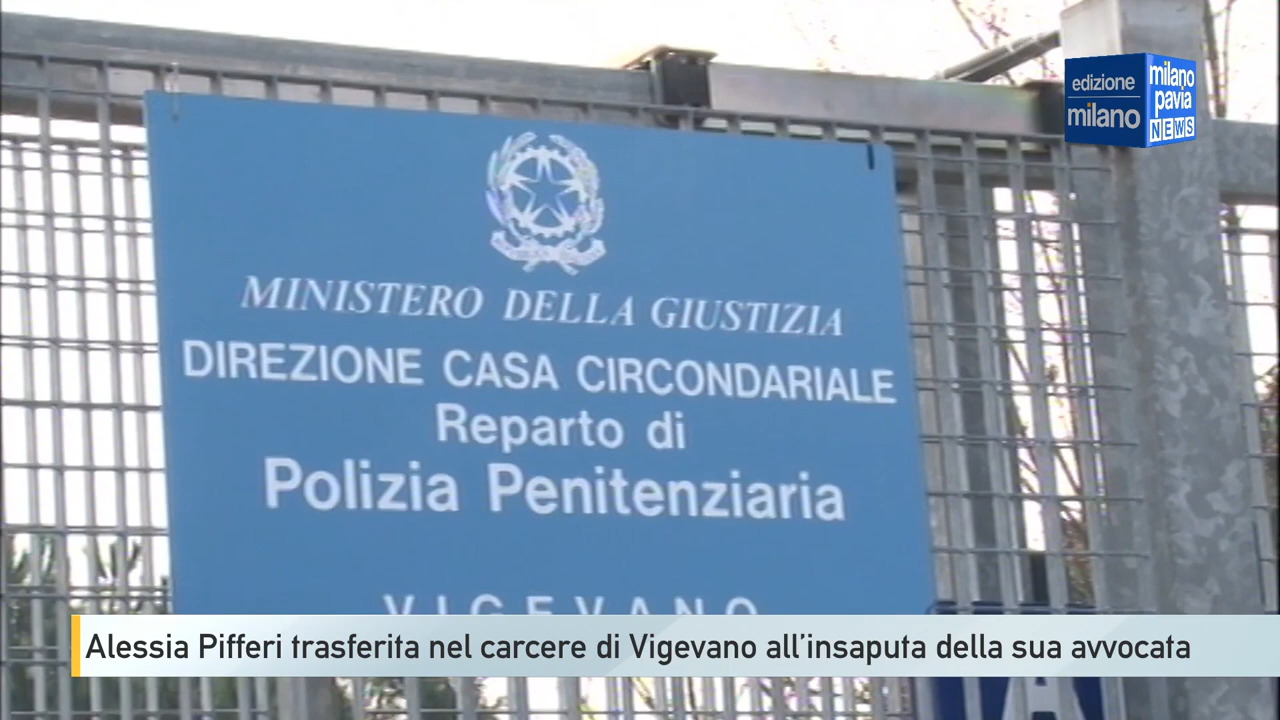 edizione
milano
milano
pavia
NEWS
MINISTERO DELLA GIUSTIZIA
DIREZIONE CASA CIRCONDARIALE
Reparto di
Polizia Penitenziaria
VIGEVANO
Alessia Pifferi trasferita nel carcere di Vigevano all’insaputa della sua avvocata
A